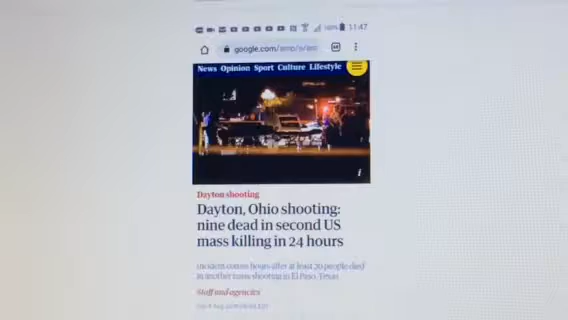 11:47
google.com/amp/s/am
News Opinion Sport Culture Lifestyle
i
Dayton shooting
Dayton, Ohio shooting:
nine dead in second US
mass killing in 24 hours
Incident comes hours after at least 20 people died
in another mass shooting in El Paso, Texas
Staff and agencies